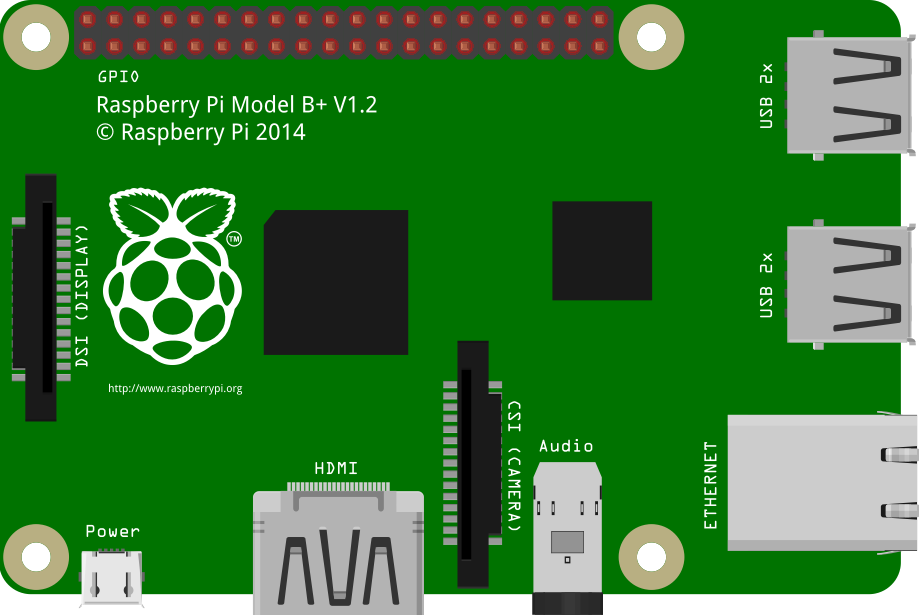 GPIO
Raspberry Pi Model B+ V1.2
© Raspberry Pi 2014
USB 2x
USB 2x
DSI (DISPLAY)
TM
http://www.raspberrypi.org
CSI (CAMERA)
Audio
ETHERNET
HDMI
Power